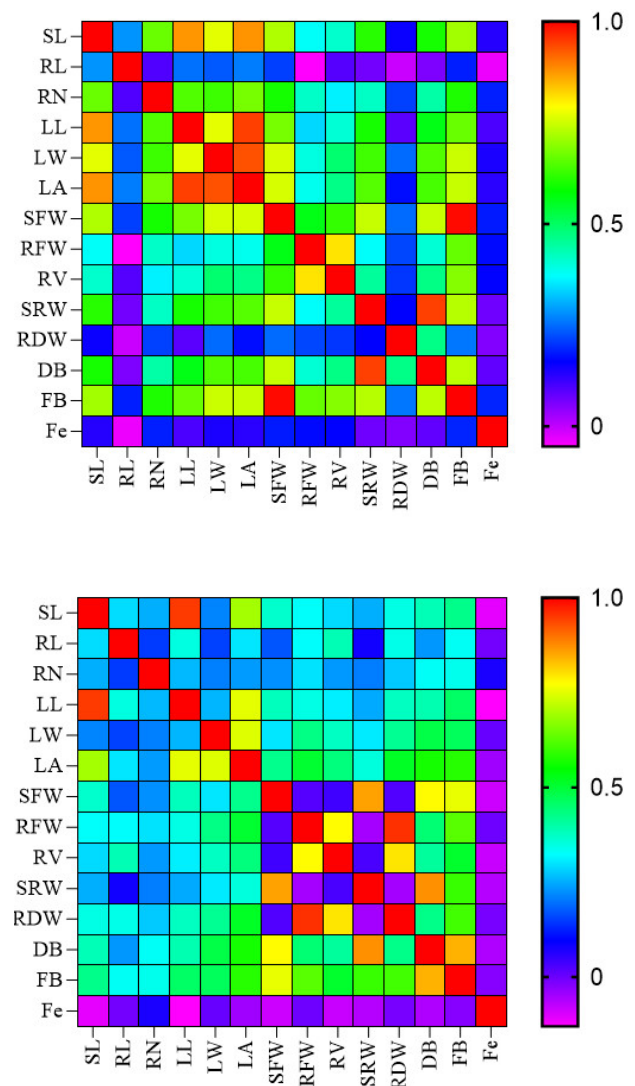 1.0
SL
RL
RN
LL
LW
LA
SFW
0.5
RFW
RV
SRW
RDW
DB
FB
Fe
0
SL RL RN LL LW LA SFW RFW RV SRW RDW DB FB Fe
1.0
SL
RL
RN
LL
LW
LA
SFW
0.5
RFW
RV
SRW
RDW
DB
FB
0
Fe
SL RL RN LL LW LA SFW RFW RV SRW RDW DB FB Fe